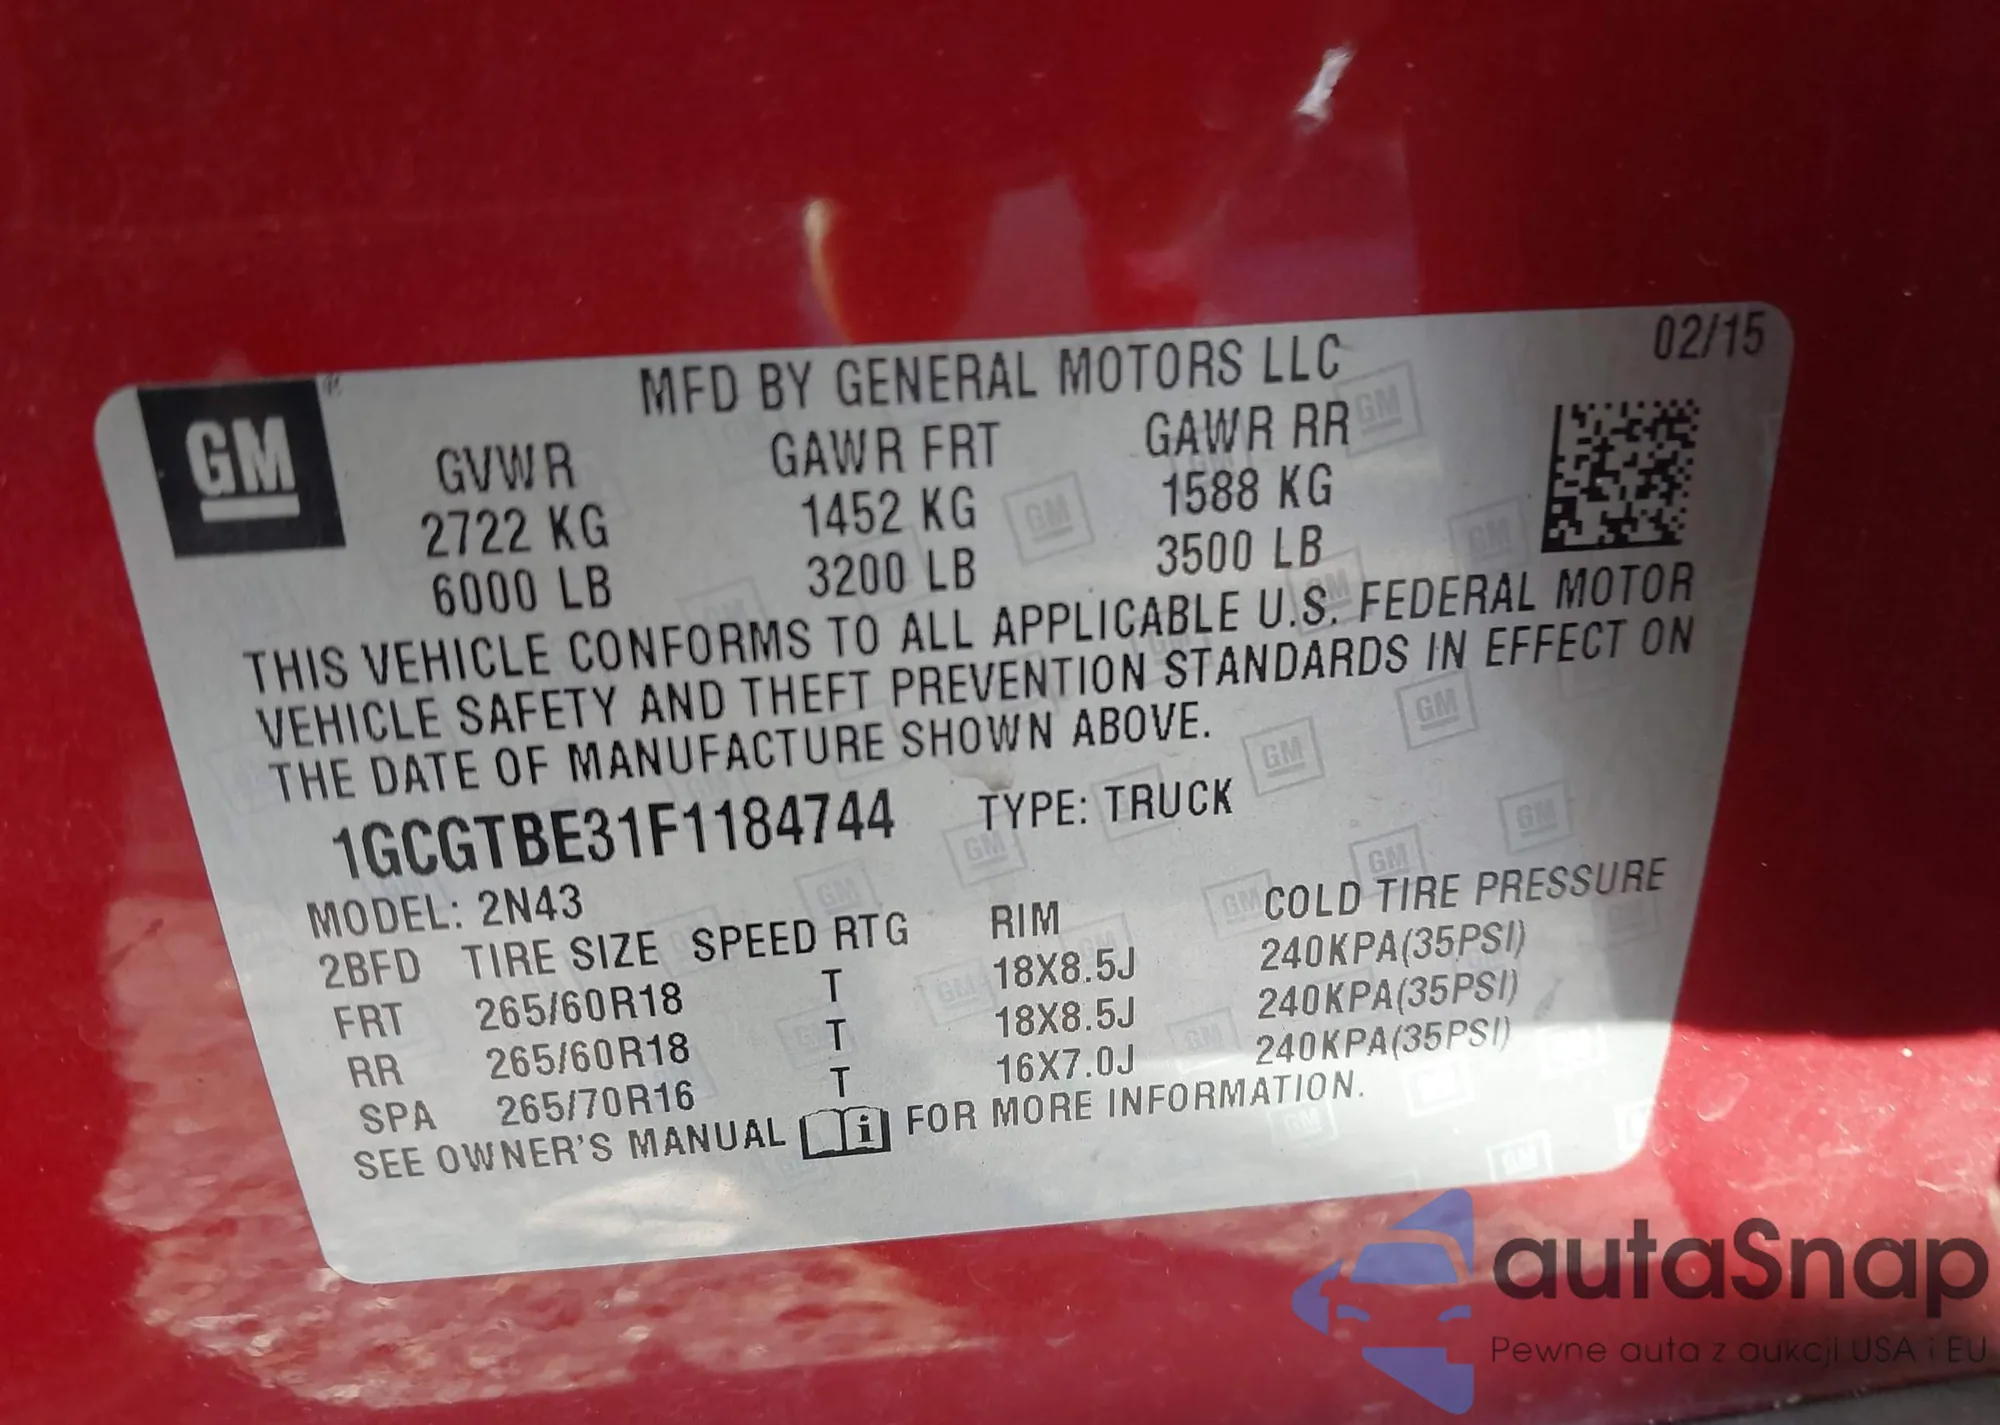 02/15
MFD BY GENERAL MOTORS LLC
GM
GVWR GAWR FRT GAWR RR
2722 KG 1452 KG 1588 KG
6000 LB 3200 LB 3500 LB
THIS VEHICLE CONFORMS TO ALL APPLICABLE U.S. FEDERAL MOTOR
VEHICLE SAFETY AND THEFT PREVENTION STANDARDS IN EFFECT ON
THE DATE OF MANUFACTURE SHOWN ABOVE.
1GCGTBE31F1184744 TYPE: TRUCK
MODEL: 2N43
2BFD TIRE SIZE SPEED RTG RIM COLD TIRE PRESSURE
FRT 265/60R18 T 18X8.5J 240KPA(35PSI)
RR 265/60R18 T 18X8.5J 240KPA(35PSI)
SPA 265/70R16 T 16X7.0J 240KPA(35PSI)
SEE OWNER'S MANUAL i FOR MORE INFORMATION.
autaSnap
Pewne auta z aukcji USA i EU